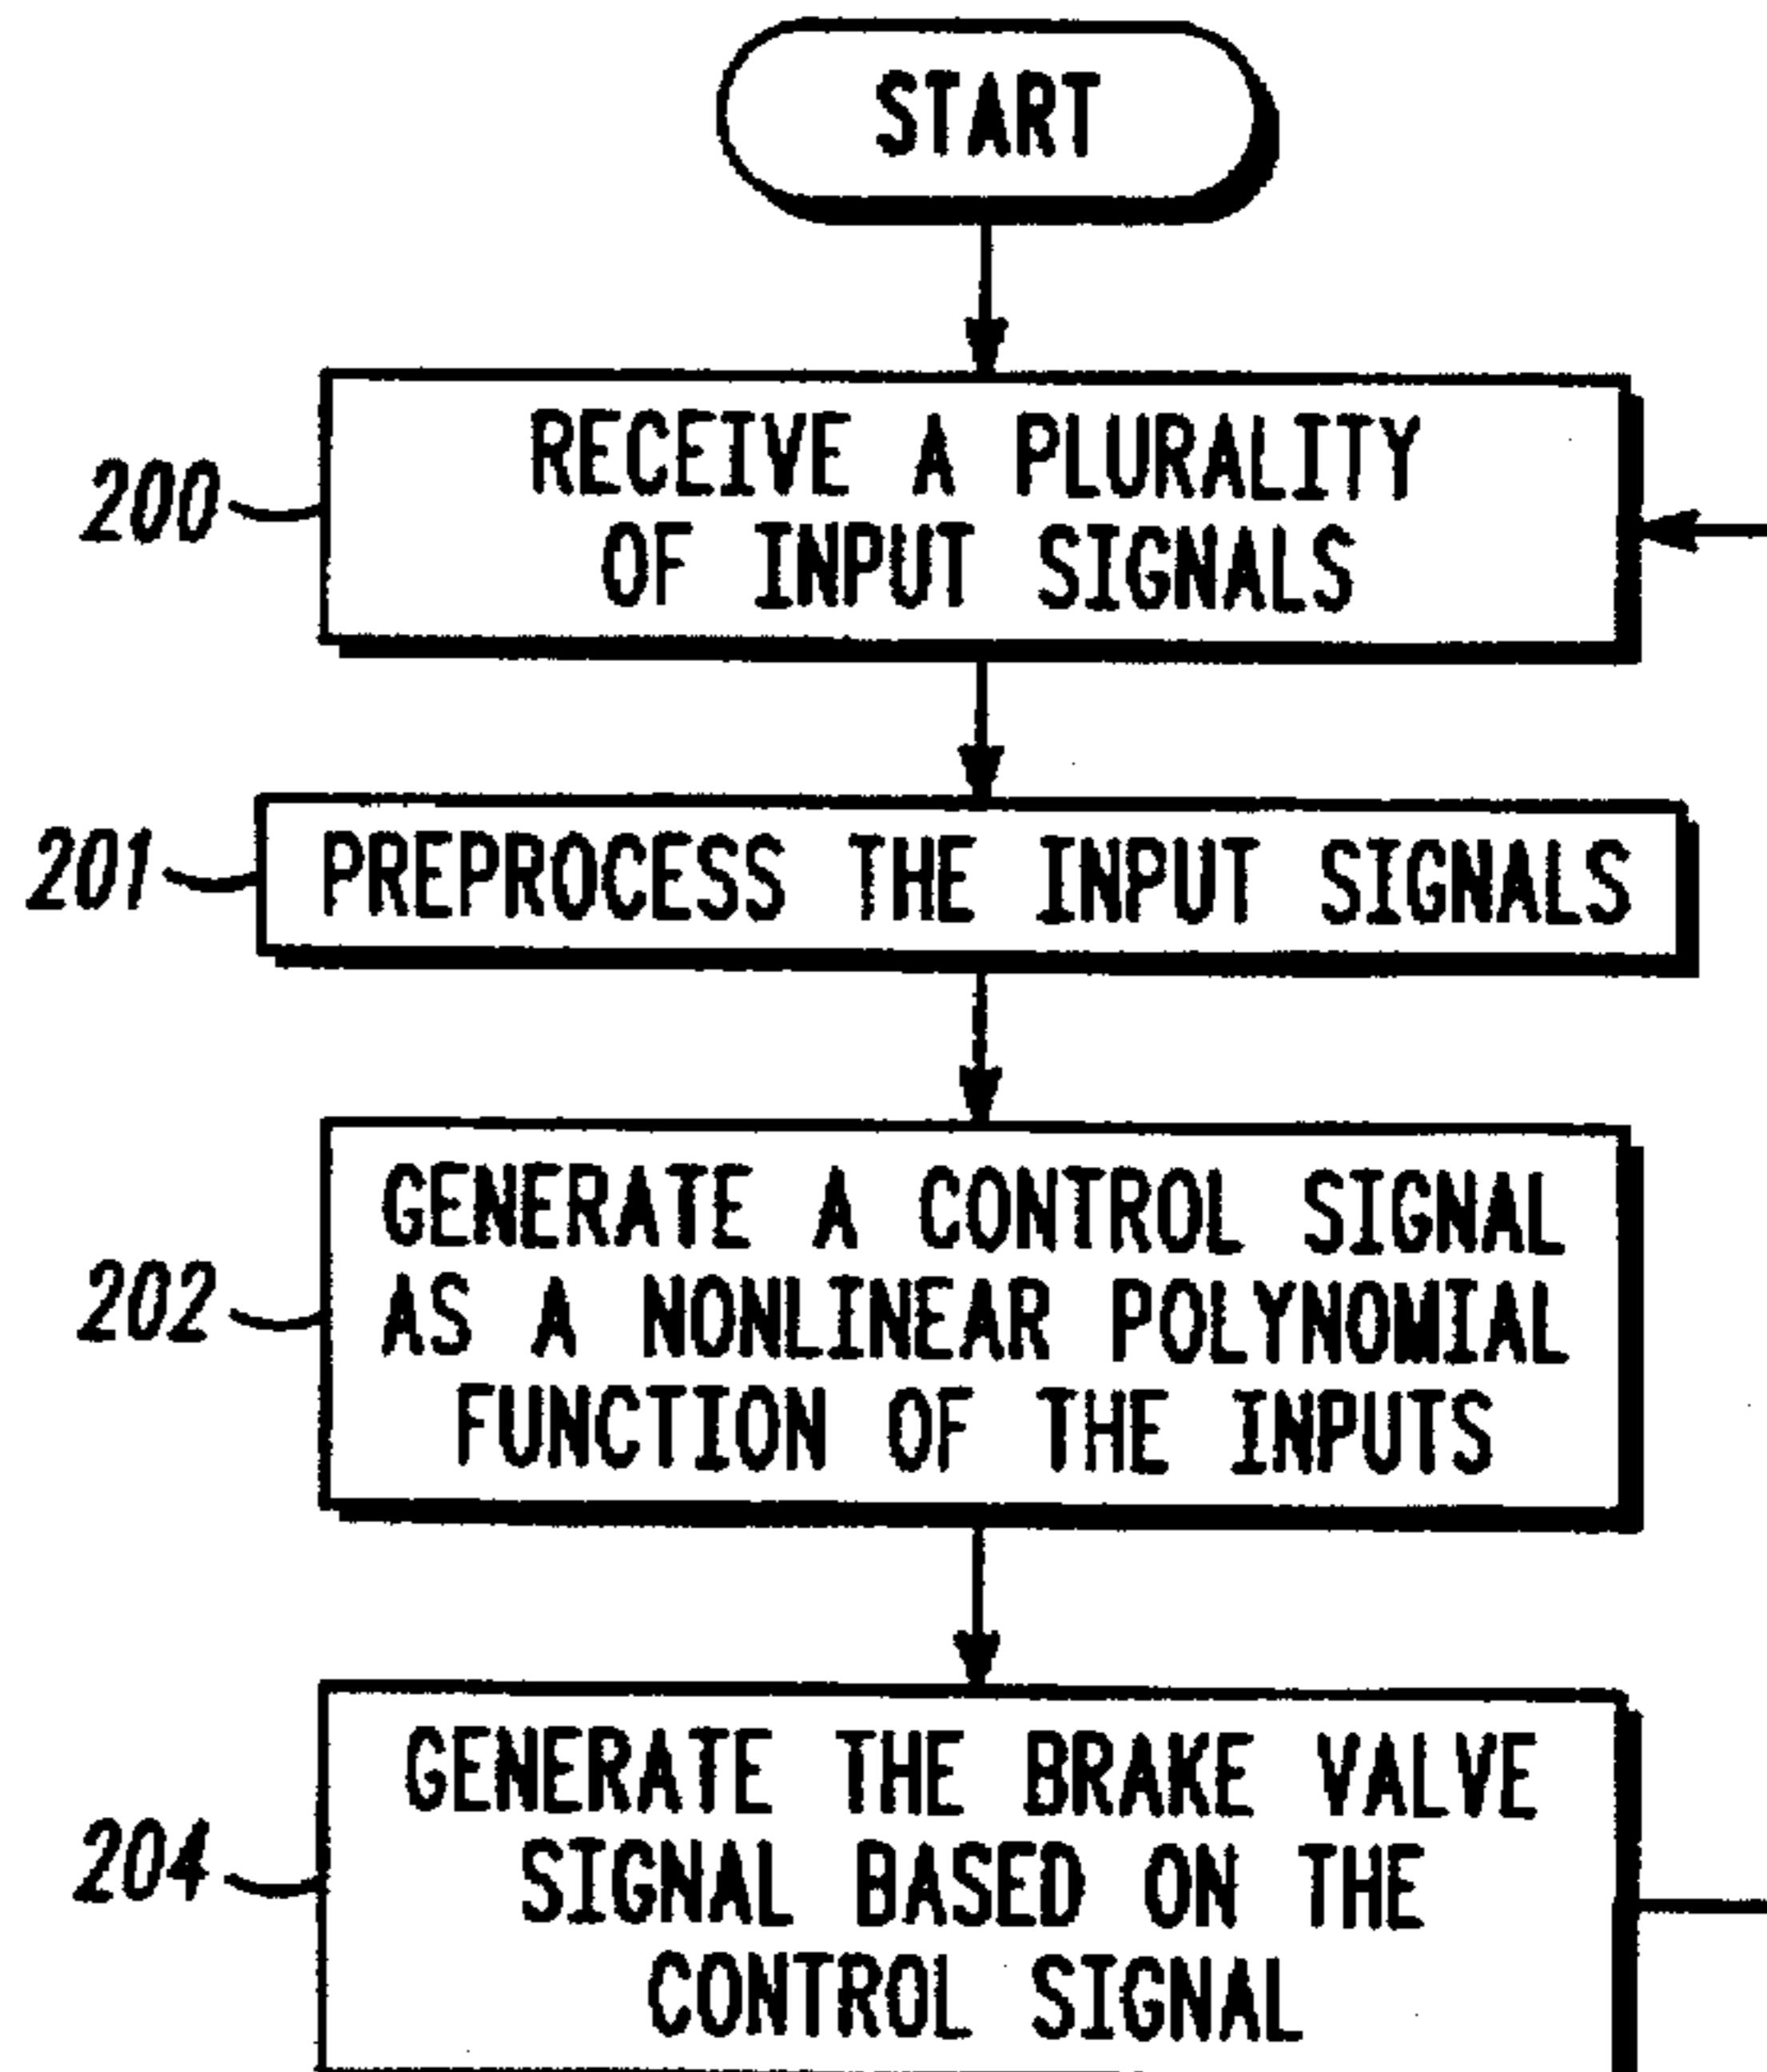 START
200
RECEIVE A PLURALITY
OF INPUT SIGNALS
201
PREPROCESS THE INPUT SIGNALS
202
GENERATE A CONTROL SIGNAL
AS A NONLINEAR POLYNOMIAL
FUNCTION OF THE INPUTS
204
GENERATE THE BRAKE VALVE
SIGNAL BASED ON THE
CONTROL SIGNAL